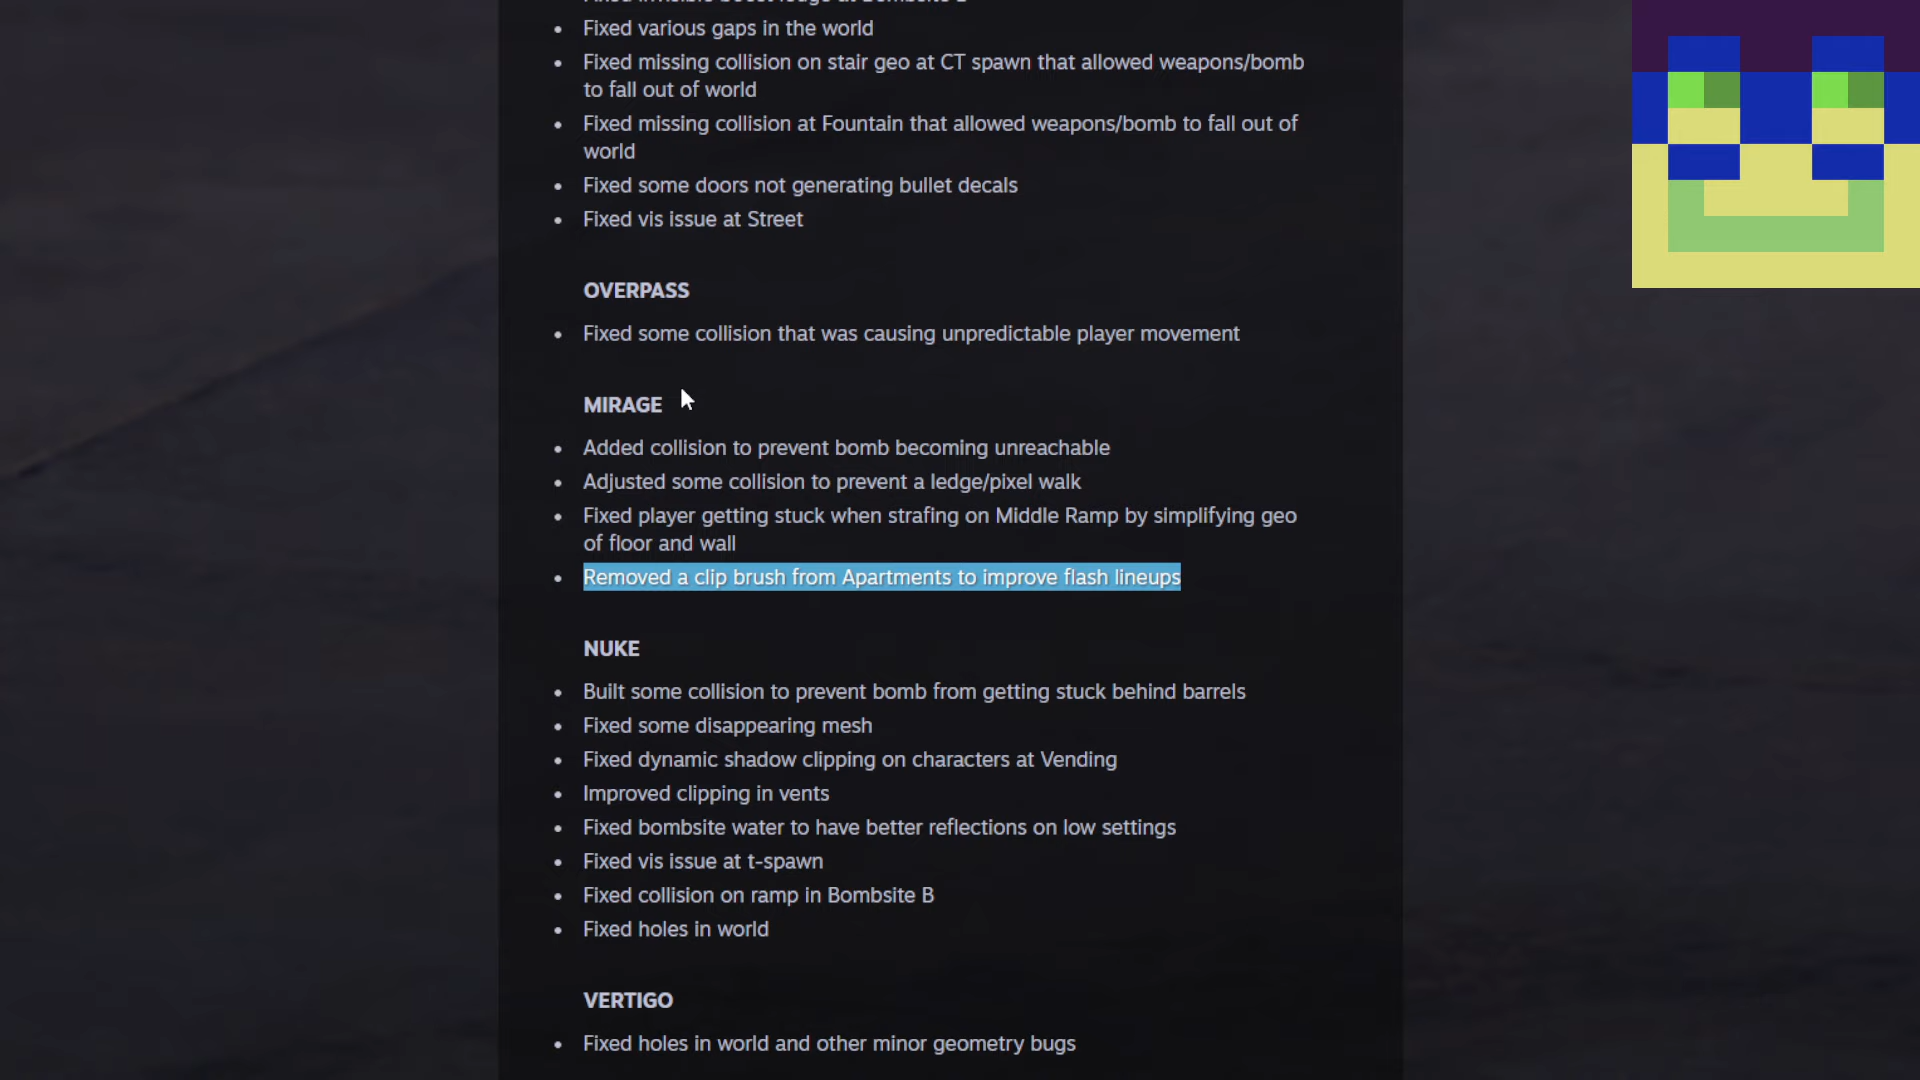 Fixed various gaps in the world
Fixed missing collision on stair geo at CT spawn that allowed weapons/bomb
to fall out of world
Fixed missing collision at Fountain that allowed weapons/bomb to fall out of
world
Fixed some doors not generating bullet decals
Fixed vis issue at Street
OVERPASS
Fixed some collision that was causing unpredictable player movement
MIRAGE
Added collision to prevent bomb becoming unreachable
Adjusted some collision to prevent a ledge/pixel walk
Fixed player getting stuck when strafing on Middle Ramp by simplifying geo
of floor and wall
Removed a clip brush from Apartments to improve flash lineups
NUKE
Built some collision to prevent bomb from getting stuck behind barrels
Fixed some disappearing mesh
Fixed dynamic shadow clipping on characters at Vending
Improved clipping in vents
Fixed bombsite water to have better reflections on low settings
Fixed vis issue at t-spawn
Fixed collision on ramp in Bombsite B
Fixed holes in world
VERTIGO
Fixed holes in world and other minor geometry bugs